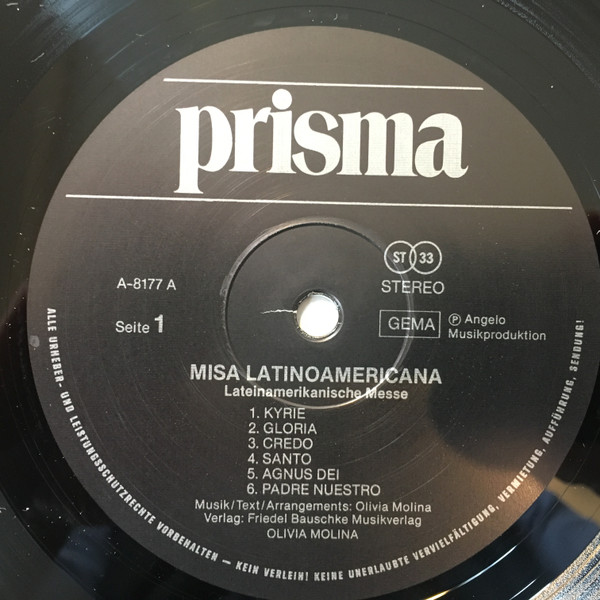 prisma
ST 33
A-8177 A
STEREO
Seite 1
GEMA
Ⓟ Angelo
Musikproduktion
MISA LATINOAMERICANA
Lateinamerikanische Messe
1. KYRIE
2. GLORIA
3. CREDO
4. SANTO
5. AGNUS DEI
6. PADRE NUESTRO
Musik/Text/Arrangements: Olivia Molina
Verlag: Friedel Bauschke Musikverlag
OLIVIA MOLINA
ALLE URHEBER- UND LEISTUNGSSCHUTZRECHTE VORBEHALTEN – KEIN VERLEIH! KEINE UNERLAUBTE VERVIELFÄLTIGUNG, VERMIETUNG, AUFFÜHRUNG, SENDUNG!